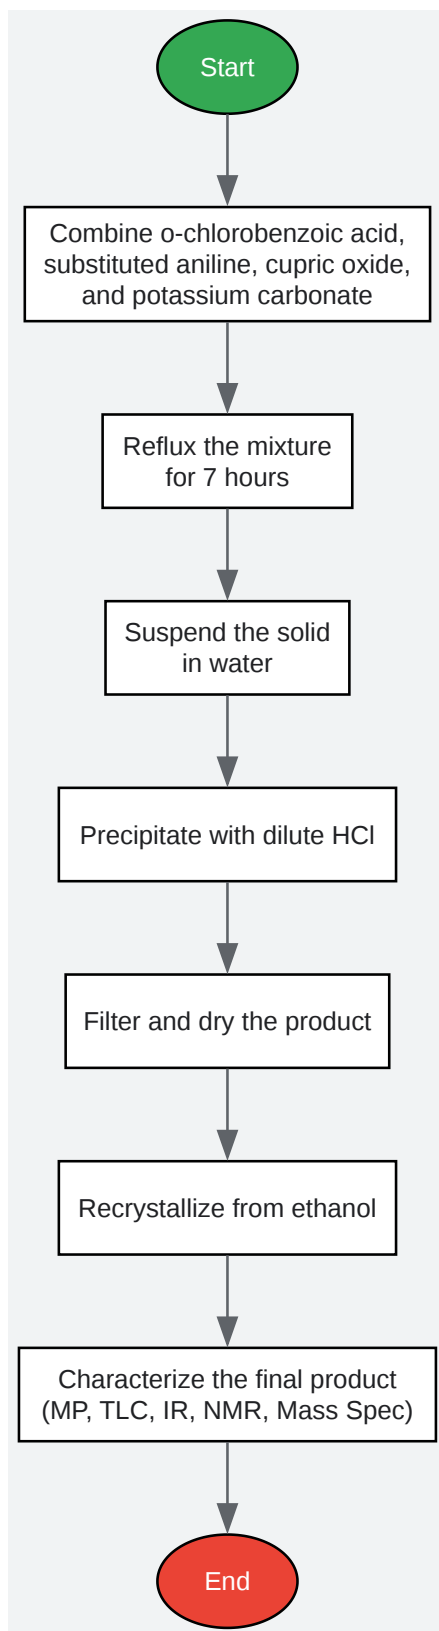 Start
Combine o-chlorobenzoic acid,
substituted aniline, cupric oxide,
and potassium carbonate
Reflux the mixture
for 7 hours
Suspend the solid
in water
Precipitate with dilute HCl
Filter and dry the product
Recrystallize from ethanol
Characterize the final product
(MP, TLC, IR, NMR, Mass Spec)
End